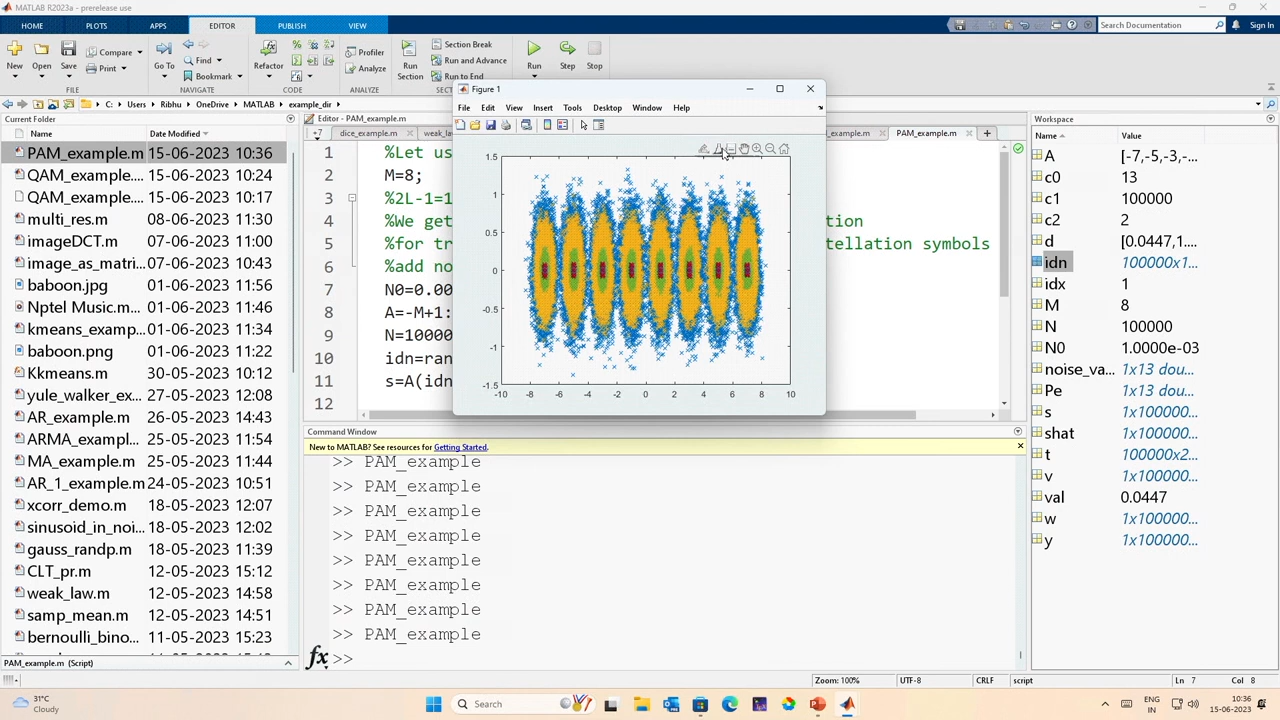 MATLAB R2023a - prerelease use
HOME PLOTS APPS EDITOR PUBLISH VIEW
Search Documentation
Sign In
New Open Save Compare Print Go To Find Bookmark Refactor Profiler Analyze Run Section Section Break Run and Advance Run to End Run Step Stop
FILE NAVIGATE CODE ANALYZE
C: Users Ribhu OneDrive MATLAB example_dir
Current Folder
Name Date Modified
PAM_example.m 15-06-2023 10:36
QAM_example.... 15-06-2023 10:24
QAM_example.... 15-06-2023 10:17
multi_res.m 08-06-2023 11:30
imageDCT.m 07-06-2023 11:00
image_as_matri... 07-06-2023 10:43
baboon.jpg 01-06-2023 11:56
Nptel Music.m... 01-06-2023 11:46
kmeans_examp... 01-06-2023 11:34
baboon.png 01-06-2023 11:22
Kkmeans.m 30-05-2023 10:12
yule_walker_ex... 27-05-2023 12:08
AR_example.m 26-05-2023 14:43
ARMA_exampl... 25-05-2023 11:54
MA_example.m 25-05-2023 11:44
AR_1_example.m 24-05-2023 10:51
xcorr_demo.m 18-05-2023 12:07
sinusoid_in_noi... 18-05-2023 12:02
gauss_randp.m 18-05-2023 11:39
CLT_pr.m 12-05-2023 15:12
weak_law.m 12-05-2023 14:58
samp_mean.m 12-05-2023 14:51
bernoulli_bino... 11-05-2023 15:23
PAM_example.m (Script)
Editor - PAM_example.m
+7 dice_example.m weak_la
_example.m PAM_example.m +
1 %Let us
2 M=8;
3 %2L-1=1
4 %We get
5 %for tr tellation symbols
6 %add no
7 N0=0.00
8 A=-M+1:
9 N=10000
10 idn=ran
11 s=A(idn
12
Figure 1
File Edit View Insert Tools Desktop Window Help
1.5
1
0.5
0
-0.5
-1
-1.5
-10 -8 -6 -4 -2 0 2 4 6 8 10
Command Window
New to MATLAB? See resources for Getting Started.
>> PAM_example
>> PAM_example
>> PAM_example
>> PAM_example
>> PAM_example
>> PAM_example
>> PAM_example
>> PAM_example
fx >>
Workspace
Name Value
A [-7,-5,-3,-...
c0 13
c1 100000
c2 2
d [0.0447,1....
idn 100000x1...
idx 1
M 8
N 100000
N0 1.0000e-03
noise_va... 1x13 dou...
Pe 1x13 dou...
s 1x100000...
shat 1x100000...
t 100000x2...
v 1x100000...
val 0.0447
w 1x100000...
y 1x100000...
Zoom: 100% UTF-8 CRLF script Ln 7 Col 8
31°C
Cloudy
Search
ENG
IN
10:36
15-06-2023